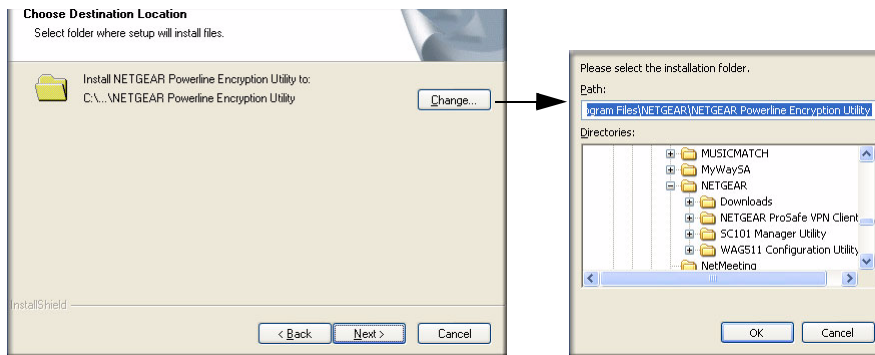 Choose Destination Location
Select folder where setup will install files.
Install NETGEAR Powerline Encryption Utility to:
C:\...\NETGEAR Powerline Encryption Utility
Change...
InstallShield
< Back
Next >
Cancel
Please select the installation folder.
Path:
ogram Files\NETGEAR\NETGEAR Powerline Encryption Utility
Directories:
MUSICMATCH
MyWaySA
NETGEAR
Downloads
NETGEAR ProSafe VPN Client
SC101 Manager Utility
WAG511 Configuration Utility
NetMeeting
OK
Cancel